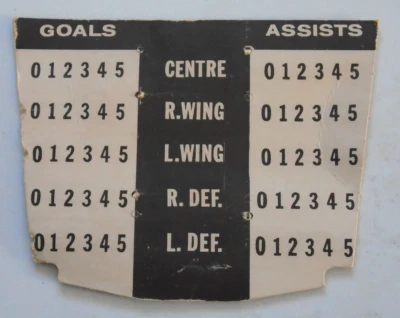 GOALS ASSISTS
0 1 2 3 4 5 CENTRE 0 1 2 3 4 5
0 1 2 3 4 5 R.WING 0 1 2 3 4 5
0 1 2 3 4 5 L.WING 0 1 2 3 4 5
0 1 2 3 4 5 R. DEF. 0 1 2 3 4 5
0 1 2 3 4 5 L. DEF. 0 1 2 3 4 5